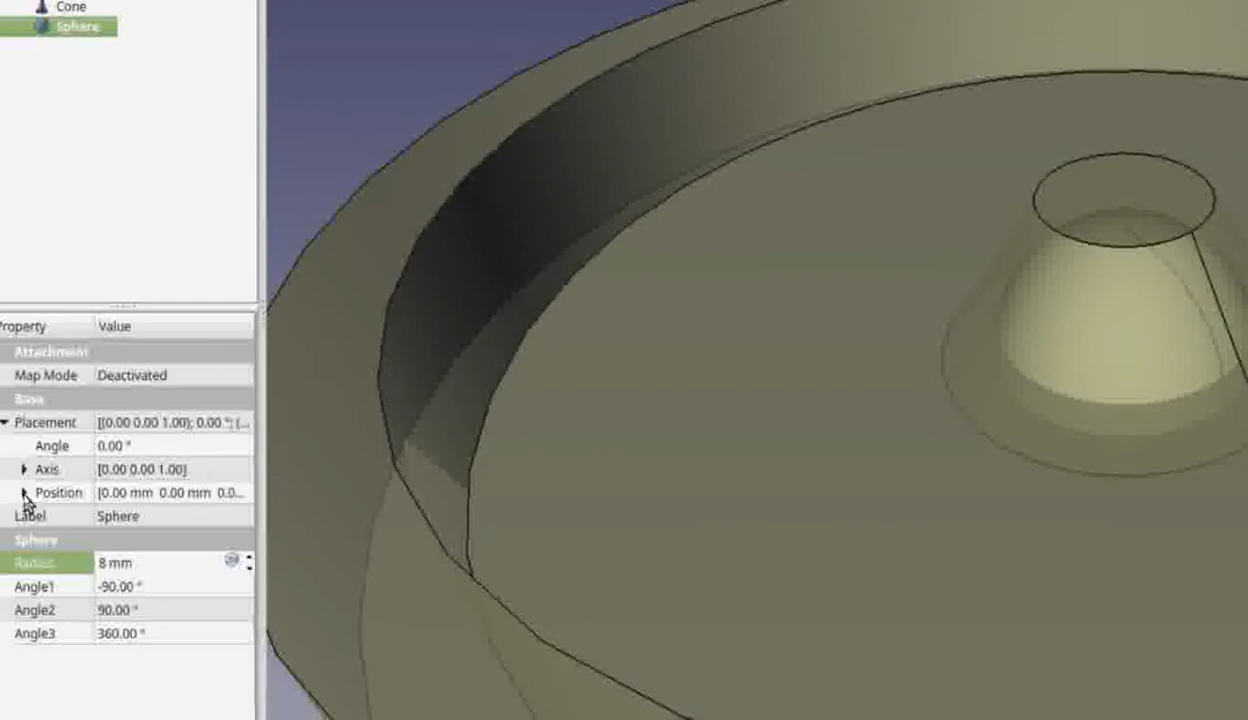 Cone
Sphere
Property Value
Attachment
Map Mode Deactivated
Base
Placement [(0.00 0.00 1.00); 0.00 °; (...
Angle 0.00 °
Axis [0.00 0.00 1.00]
Position [0.00 mm 0.00 mm 0.0...
Label Sphere
Sphere
Radius 8 mm
Angle1 -90.00 °
Angle2 90.00 °
Angle3 360.00 °